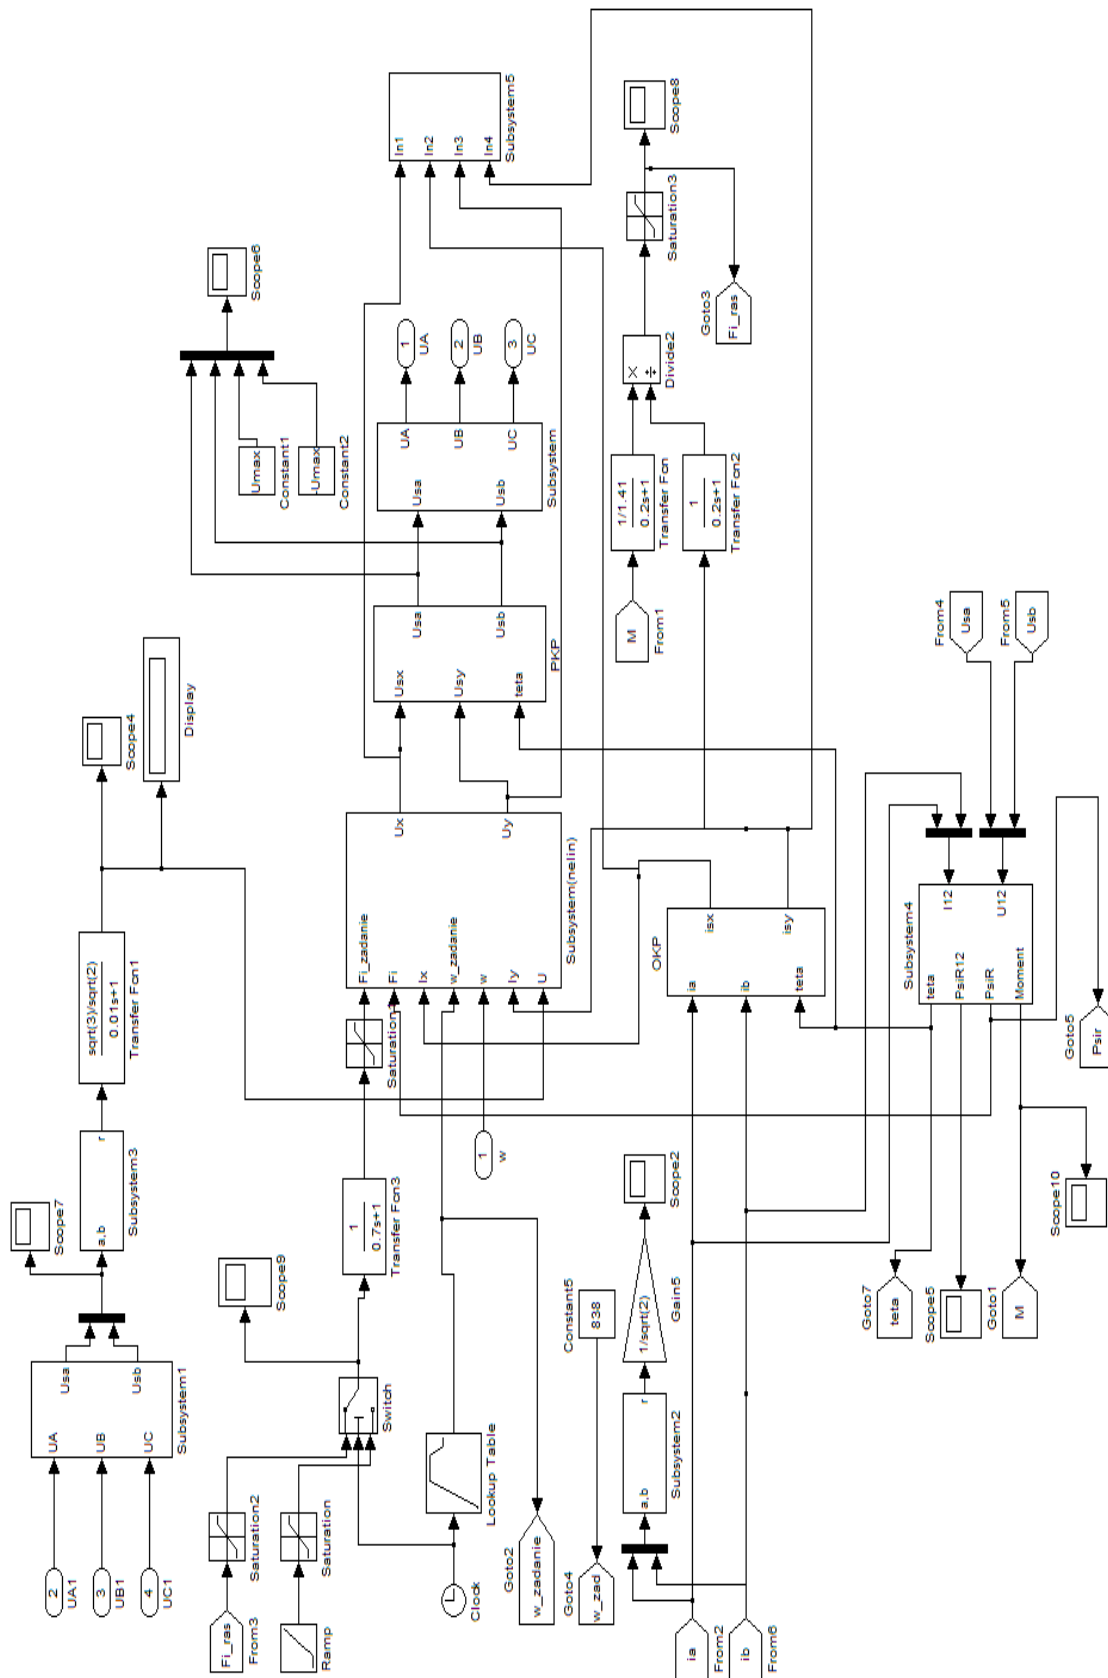 2
UA1
3
UB1
4
UC1
UA
UB
UC
Usa
Usb
Subsystem1
Scope7
a,b
r
Subsystem3
sqrt(3)/sqrt(2)
0.01s+1
Transfer Fcn1
Scope4
Display
Fi_ras
From3
Saturation2
Ramp
Saturation
Clock
Switch
Lookup Table
Scope9
1
0.7s+1
Transfer Fcn3
Saturation1
1
w
Goto2
w_zadanie
Constant5
838
Goto4
w_zad
Fi_zadanie
Fi
Ix
w_zadanie
w
Iy
U
Ux
Uy
Subsystem(nelin)
Usx
Usy
teta
Usa
Usb
PKP
Usa
Usb
UA
UB
UC
Subsystem
1
UA
2
UB
3
UC
Umax
Constant1
-Umax
Constant2
Scope6
In1
In2
In3
In4
Subsystem5
M
From1
1/1.41
0.2s+1
Transfer Fcn
1
0.2s+1
Transfer Fcn2
×
÷
Divide2
Saturation3
Scope8
Goto3
Fi_ras
ia
From2
ib
From6
a,b
r
Subsystem2
1/sqrt(2)
Gain5
Scope2
ia
ib
teta
isx
isy
OKP
From4
Usa
From5
Usb
I12
U12
Subsystem4
teta
PsiR12
PsiR
Moment
Goto7
teta
Scope5
Goto1
M
Scope10
Goto5
Psir